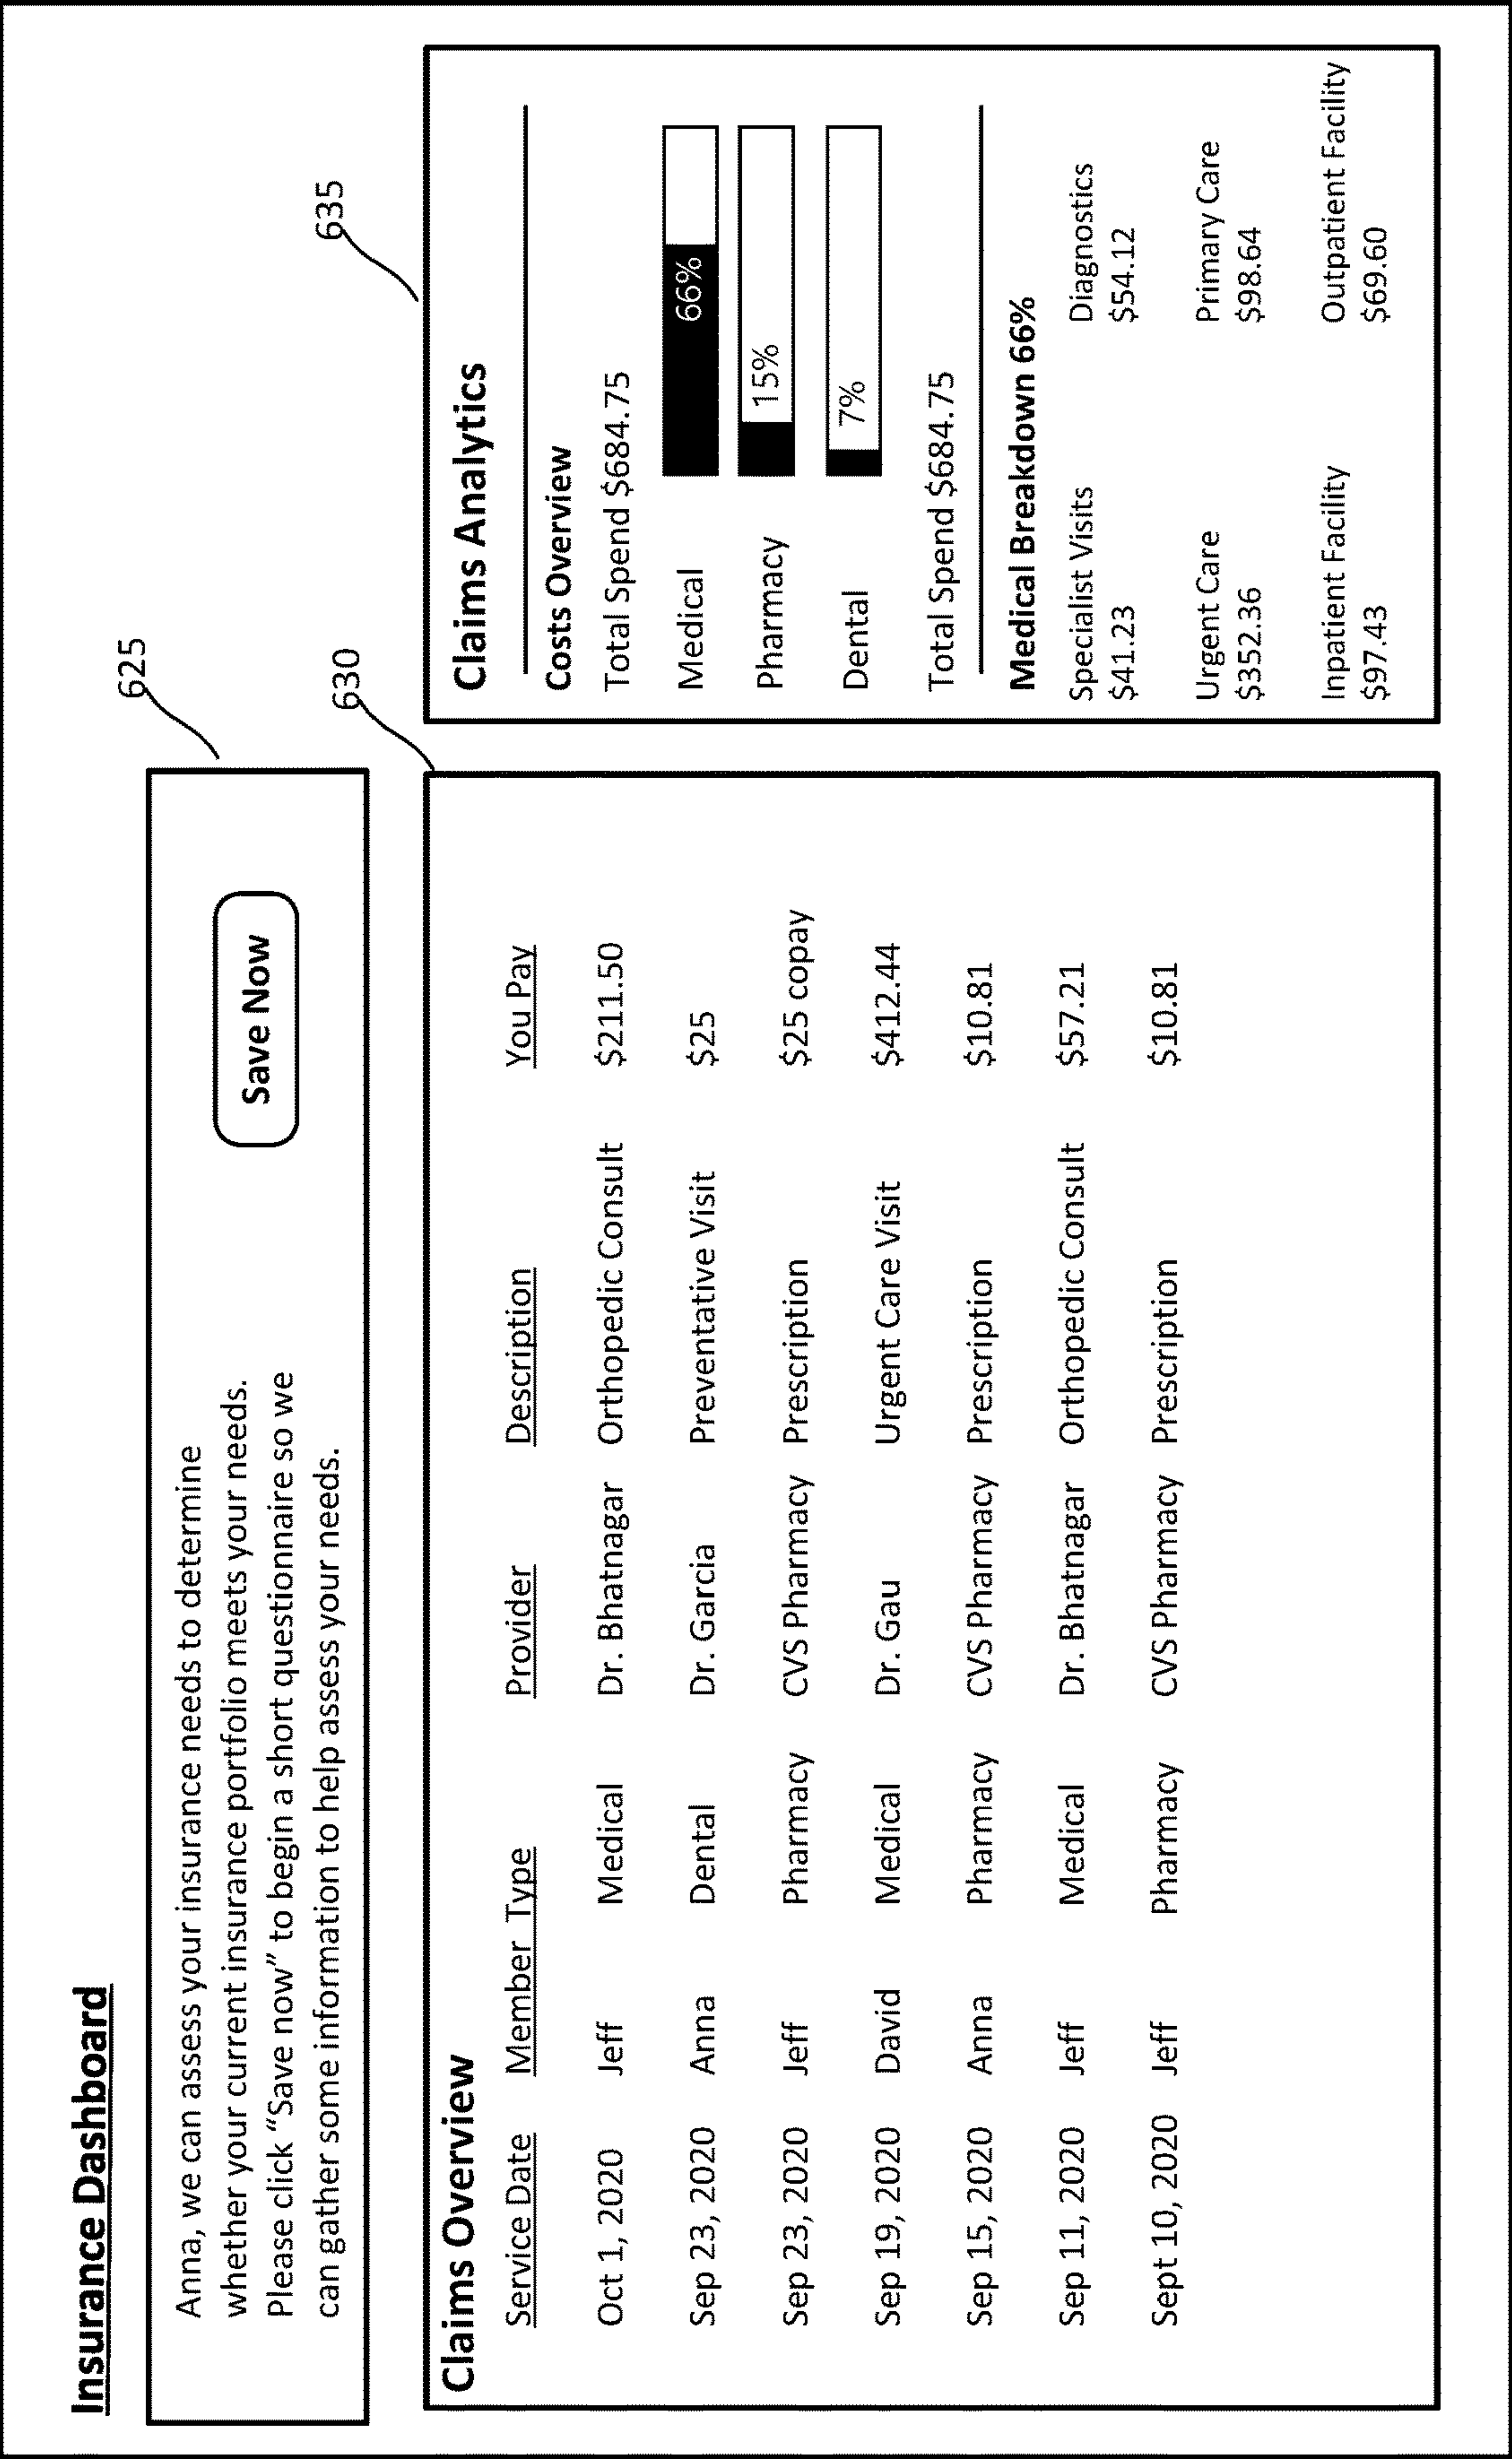 Insurance Dashboard
625
Anna, we can assess your insurance needs to determine
whether your current insurance portfolio meets your needs.
Please click “Save now” to begin a short questionnaire so we
can gather some information to help assess your needs.
Save Now
630
Claims Overview
Service Date Member Type Provider Description You Pay
Oct 1, 2020 Jeff Medical Dr. Bhatnagar Orthopedic Consult $211.50
Sep 23, 2020 Anna Dental Dr. Garcia Preventative Visit $25
Sep 23, 2020 Jeff Pharmacy CVS Pharmacy Prescription $25 copay
Sep 19, 2020 David Medical Dr. Gau Urgent Care Visit $412.44
Sep 15, 2020 Anna Pharmacy CVS Pharmacy Prescription $10.81
Sep 11, 2020 Jeff Medical Dr. Bhatnagar Orthopedic Consult $57.21
Sept 10, 2020 Jeff Pharmacy CVS Pharmacy Prescription $10.81
635
Claims Analytics
Costs Overview
Total Spend $684.75
Medical 66%
Pharmacy 15%
Dental 7%
Total Spend $684.75
Medical Breakdown 66%
Specialist Visits Diagnostics
$41.23 $54.12
Urgent Care Primary Care
$352.36 $98.64
Inpatient Facility Outpatient Facility
$97.43 $69.60